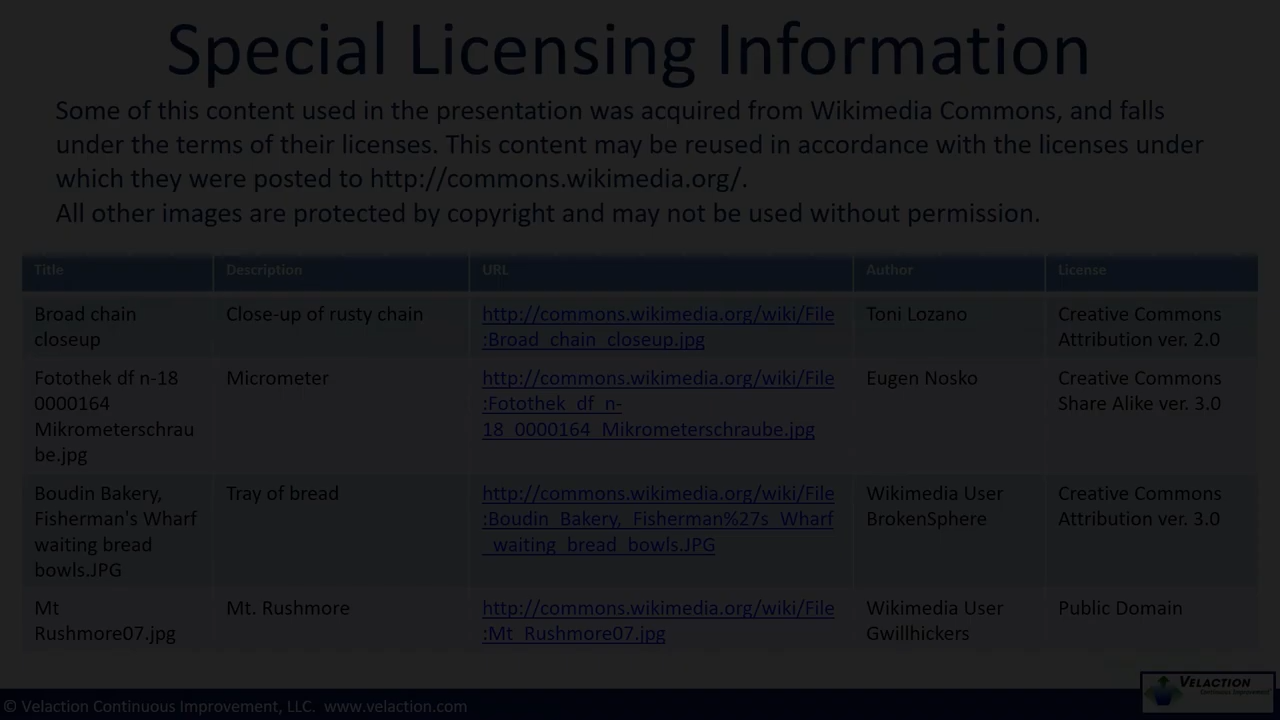 Special Licensing Information
Some of this content used in the presentation was acquired from Wikimedia Commons, and falls
under the terms of their licenses. This content may be reused in accordance with the licenses under
which they were posted to http://commons.wikimedia.org/.
All other images are protected by copyright and may not be used without permission.
Title Description URL Author License
Broad chain closeup Close-up of rusty chain http://commons.wikimedia.org/wiki/File:Broad_chain_closeup.jpg Toni Lozano Creative Commons Attribution ver. 2.0
Fotothek df n-18 0000164 Mikrometerschraube.jpg Micrometer http://commons.wikimedia.org/wiki/File:Fotothek_df_n-18_0000164_Mikrometerschraube.jpg Eugen Nosko Creative Commons Share Alike ver. 3.0
Boudin Bakery, Fisherman's Wharf waiting bread bowls.JPG Tray of bread http://commons.wikimedia.org/wiki/File:Boudin_Bakery,_Fisherman%27s_Wharf_waiting_bread_bowls.JPG Wikimedia User BrokenSphere Creative Commons Attribution ver. 3.0
Mt Rushmore07.jpg Mt. Rushmore http://commons.wikimedia.org/wiki/File:Mt_Rushmore07.jpg Wikimedia User Gwillhickers Public Domain
VELACTION
Continuous Improvement
© Velaction Continuous Improvement, LLC. www.velaction.com